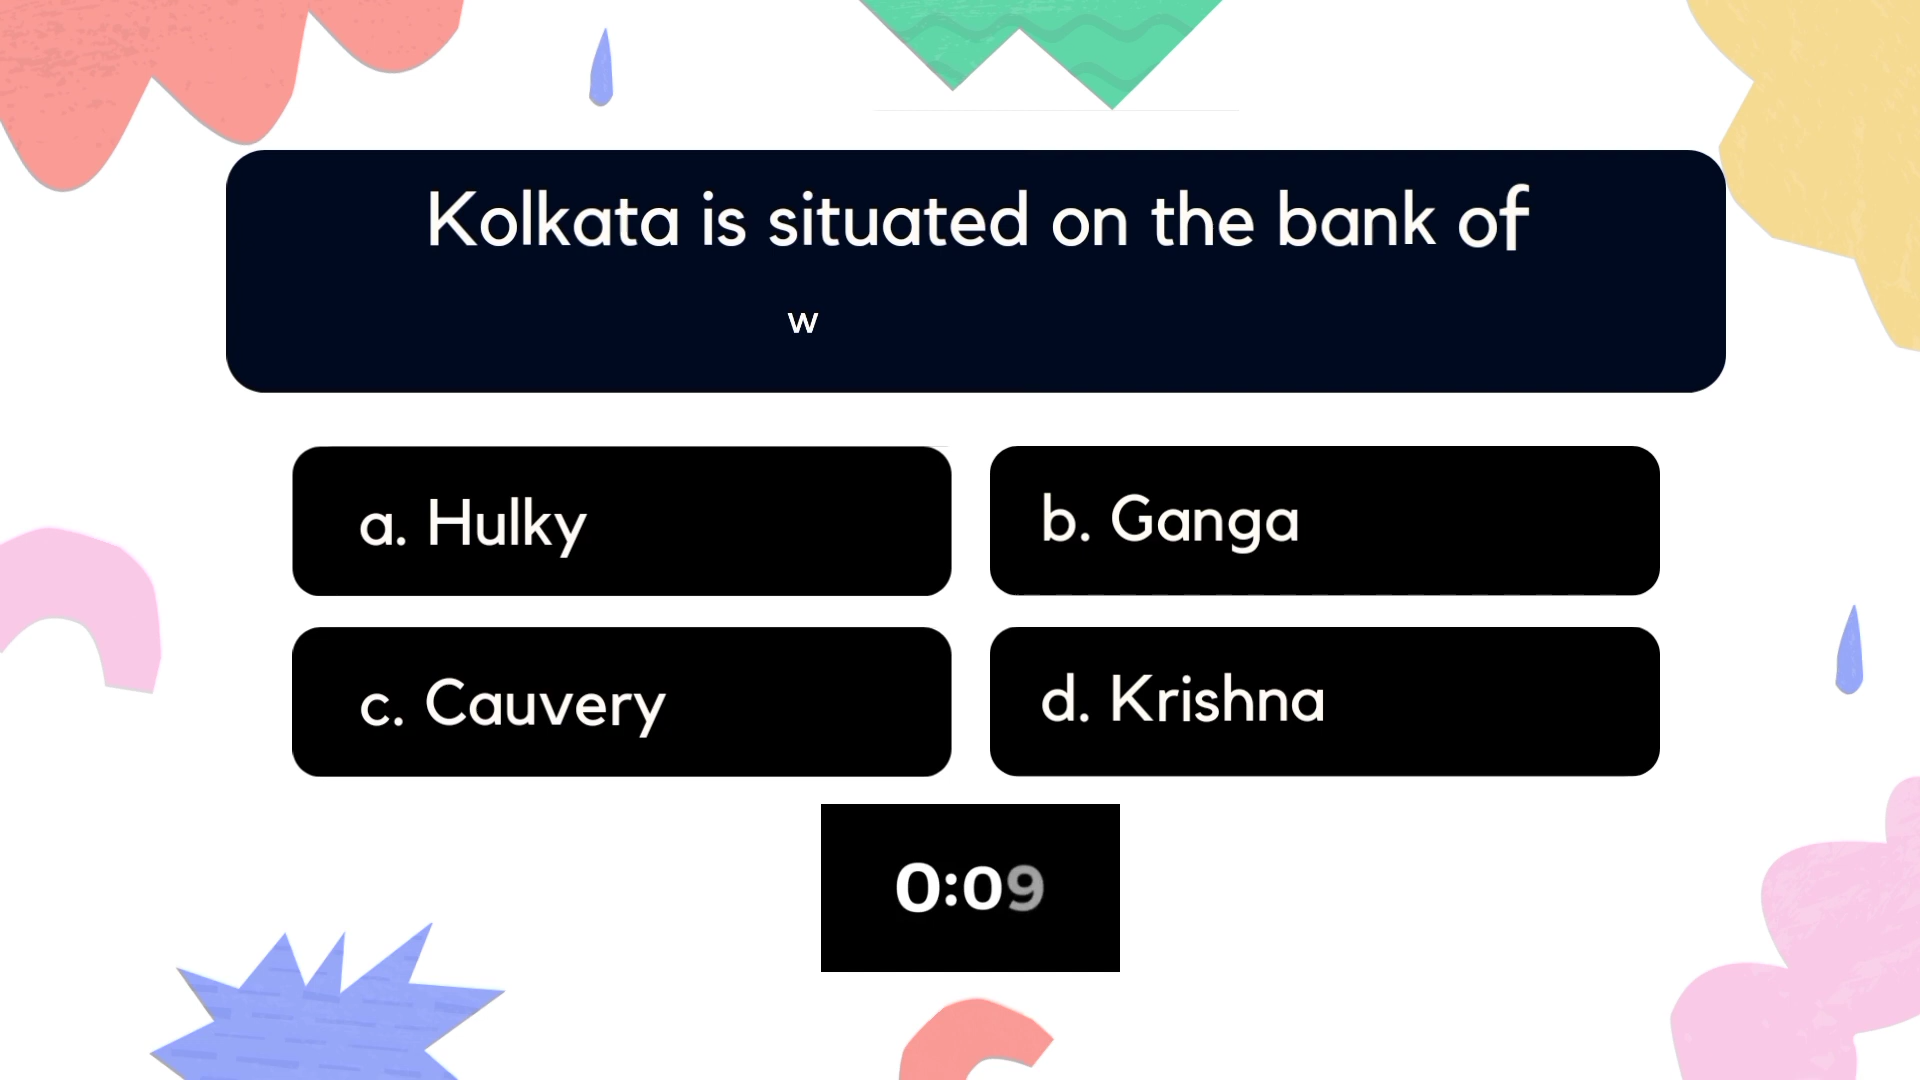 Kolkata is situated on the bank of
w
a. Hulky
b. Ganga
c. Cauvery
d. Krishna
0:09